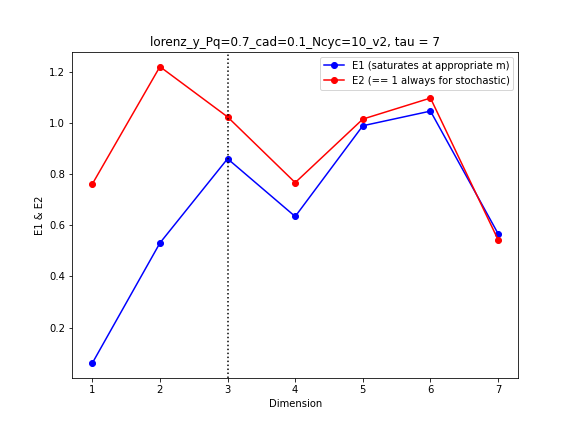 lorenz_y_Pq=0.7_cad=0.1_Ncyc=10_v2, tau = 7
E1 (saturates at appropriate m)
E2 (== 1 always for stochastic)
E1 & E2
1.2
1.0
0.8
0.6
0.4
0.2
1 2 3 4 5 6 7
Dimension